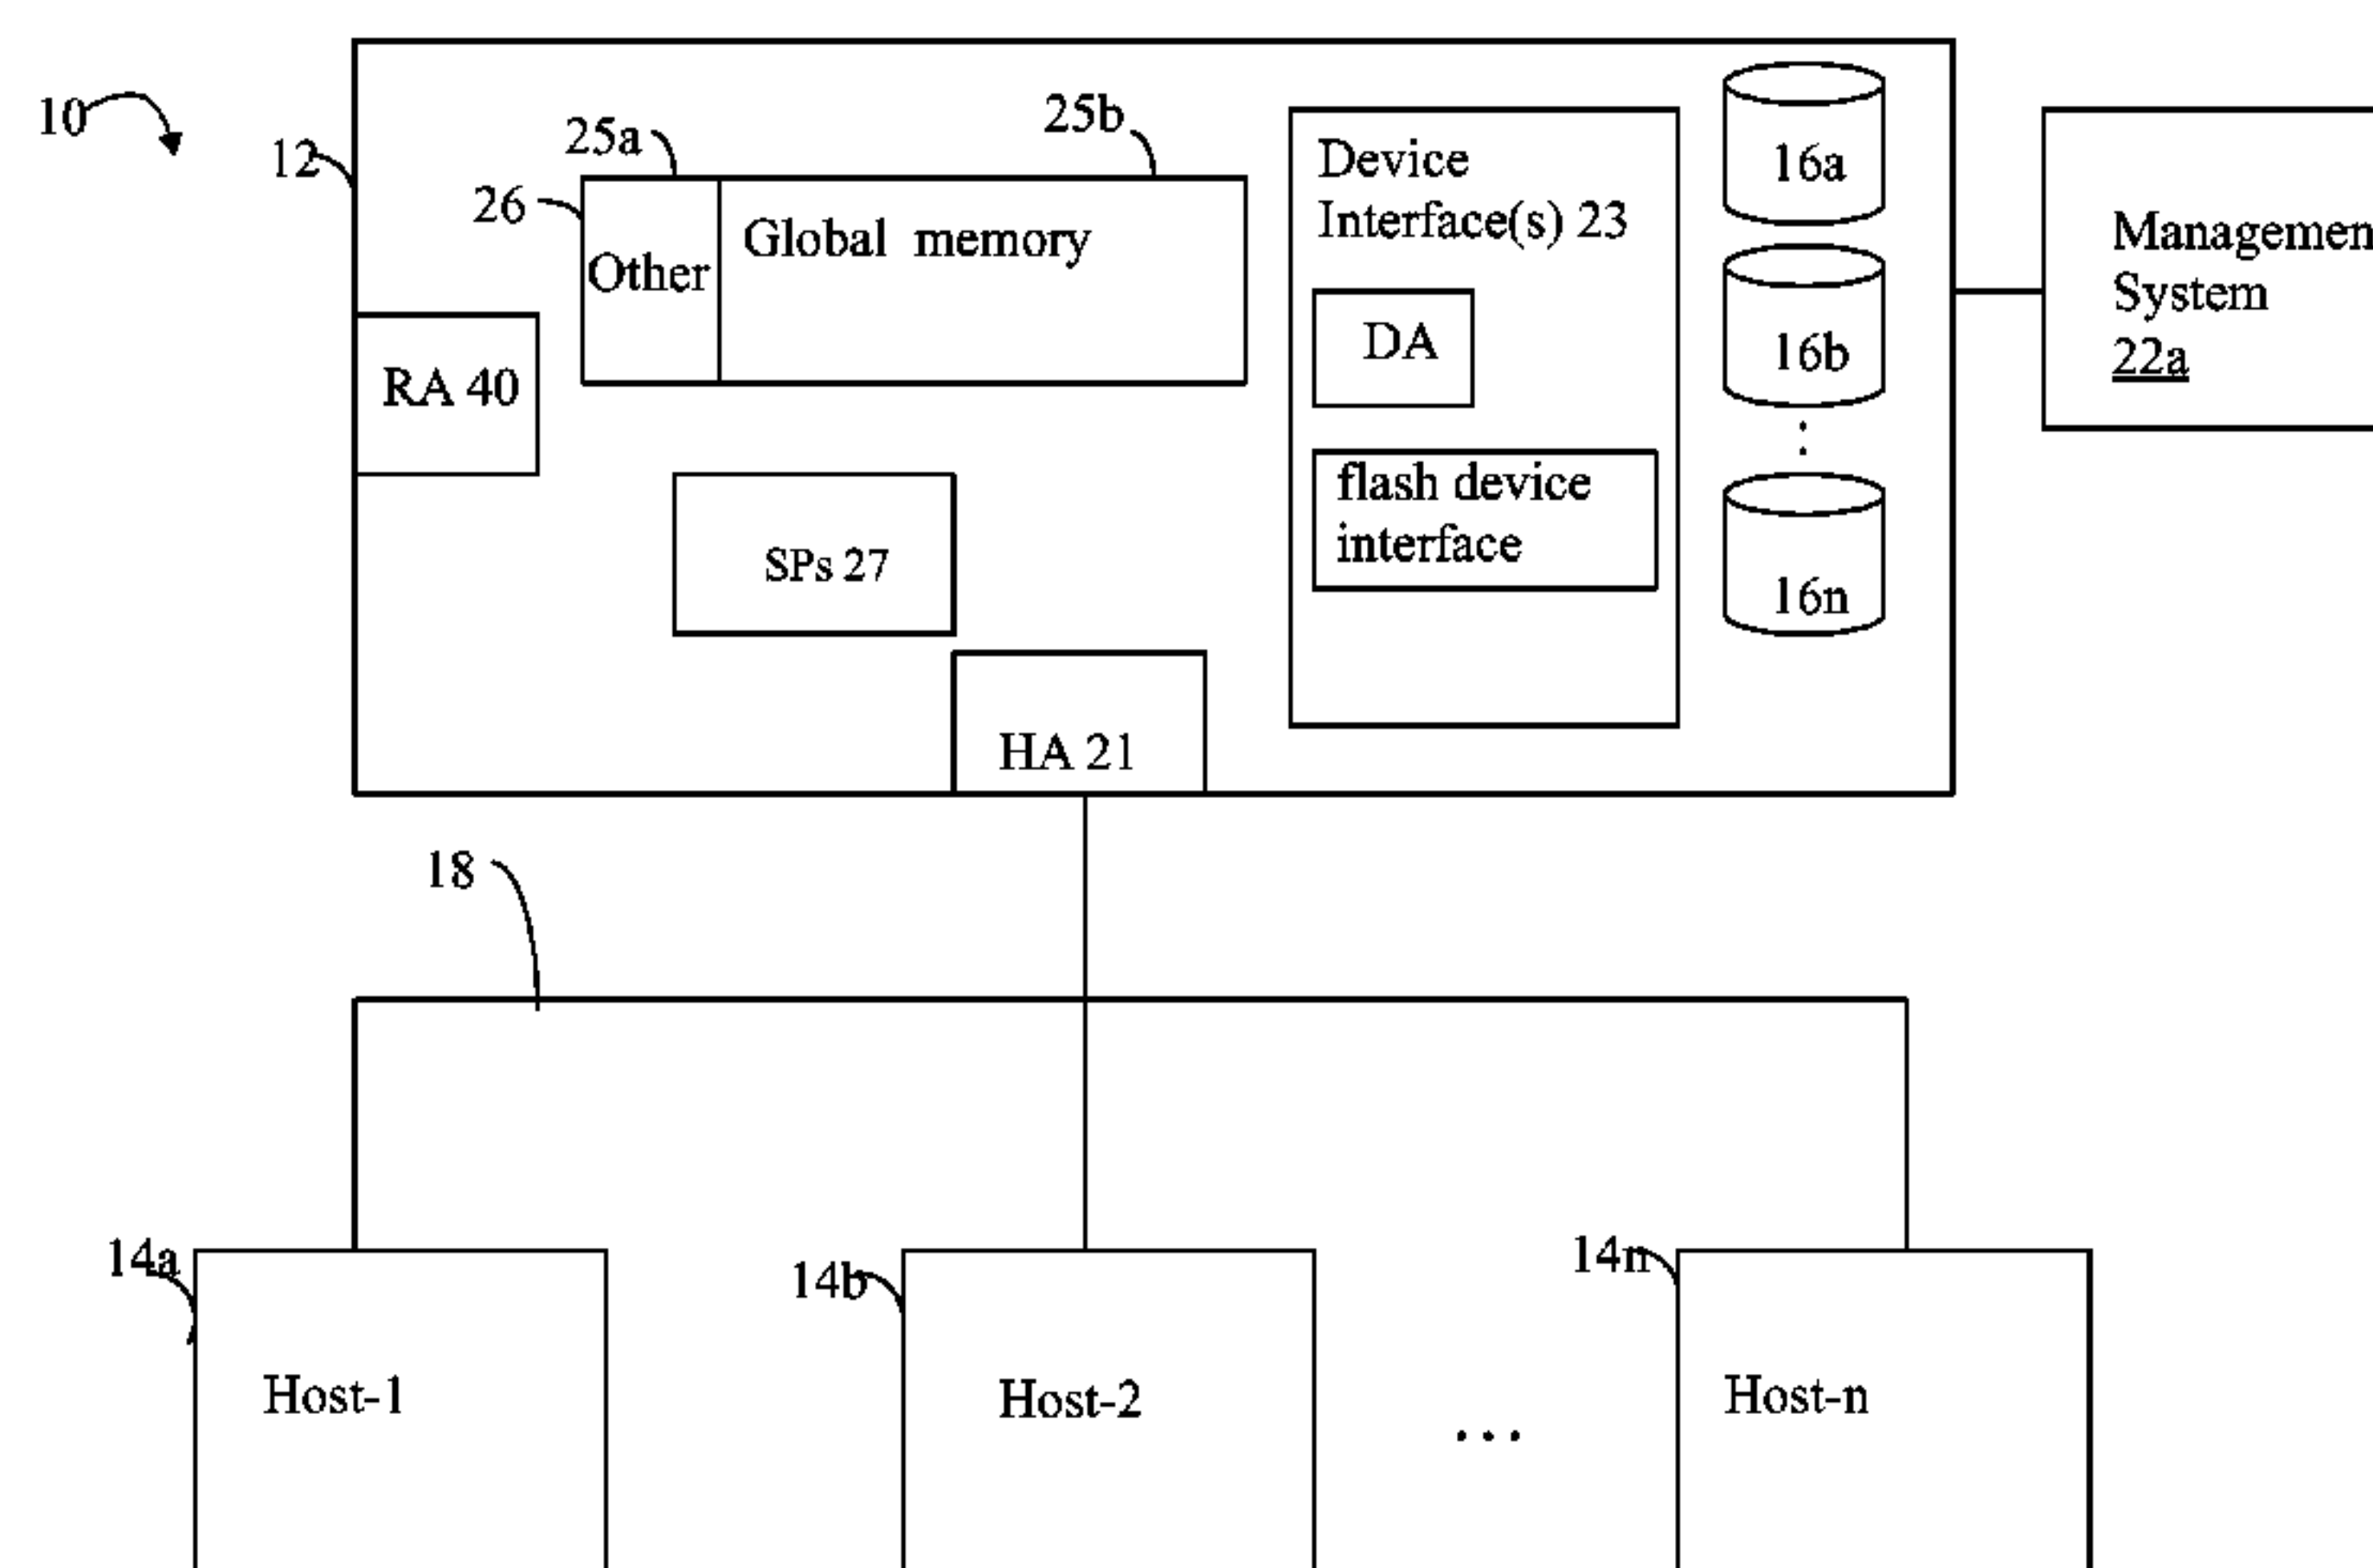 10
12
25a
25b
26
Other
Global memory
RA 40
SPs 27
HA 21
Device
Interface(s) 23
DA
flash device
interface
16a
16b
16n
Managemen
System
22a
18
14a
Host-1
14b
Host-2
...
14n
Host-n